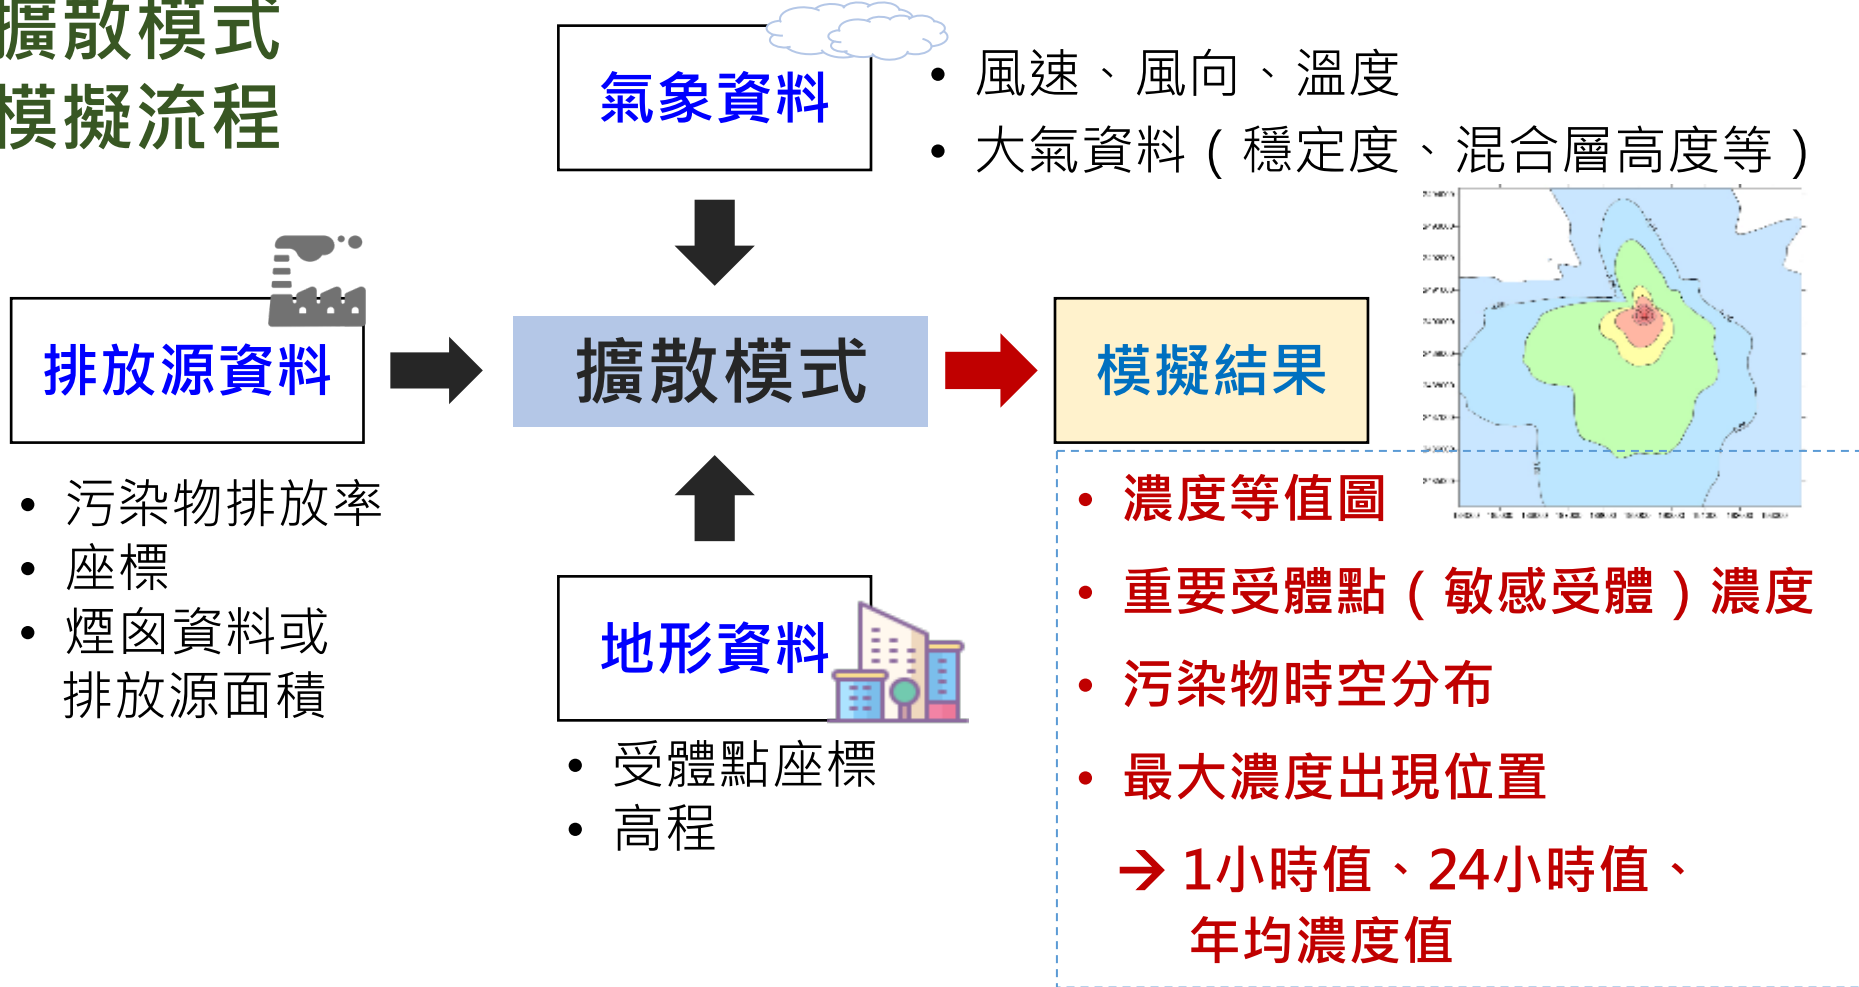 擴散模式
模擬流程
氣象資料
• 風速、風向、溫度
• 大氣資料（穩定度、混合層高度等）
排放源資料
• 污染物排放率
• 座標
• 煙囪資料或
排放源面積
擴散模式
地形資料
• 受體點座標
• 高程
模擬結果
• 濃度等值圖
• 重要受體點（敏感受體）濃度
• 污染物時空分布
• 最大濃度出現位置
→ 1小時值、24小時值、
年均濃度值